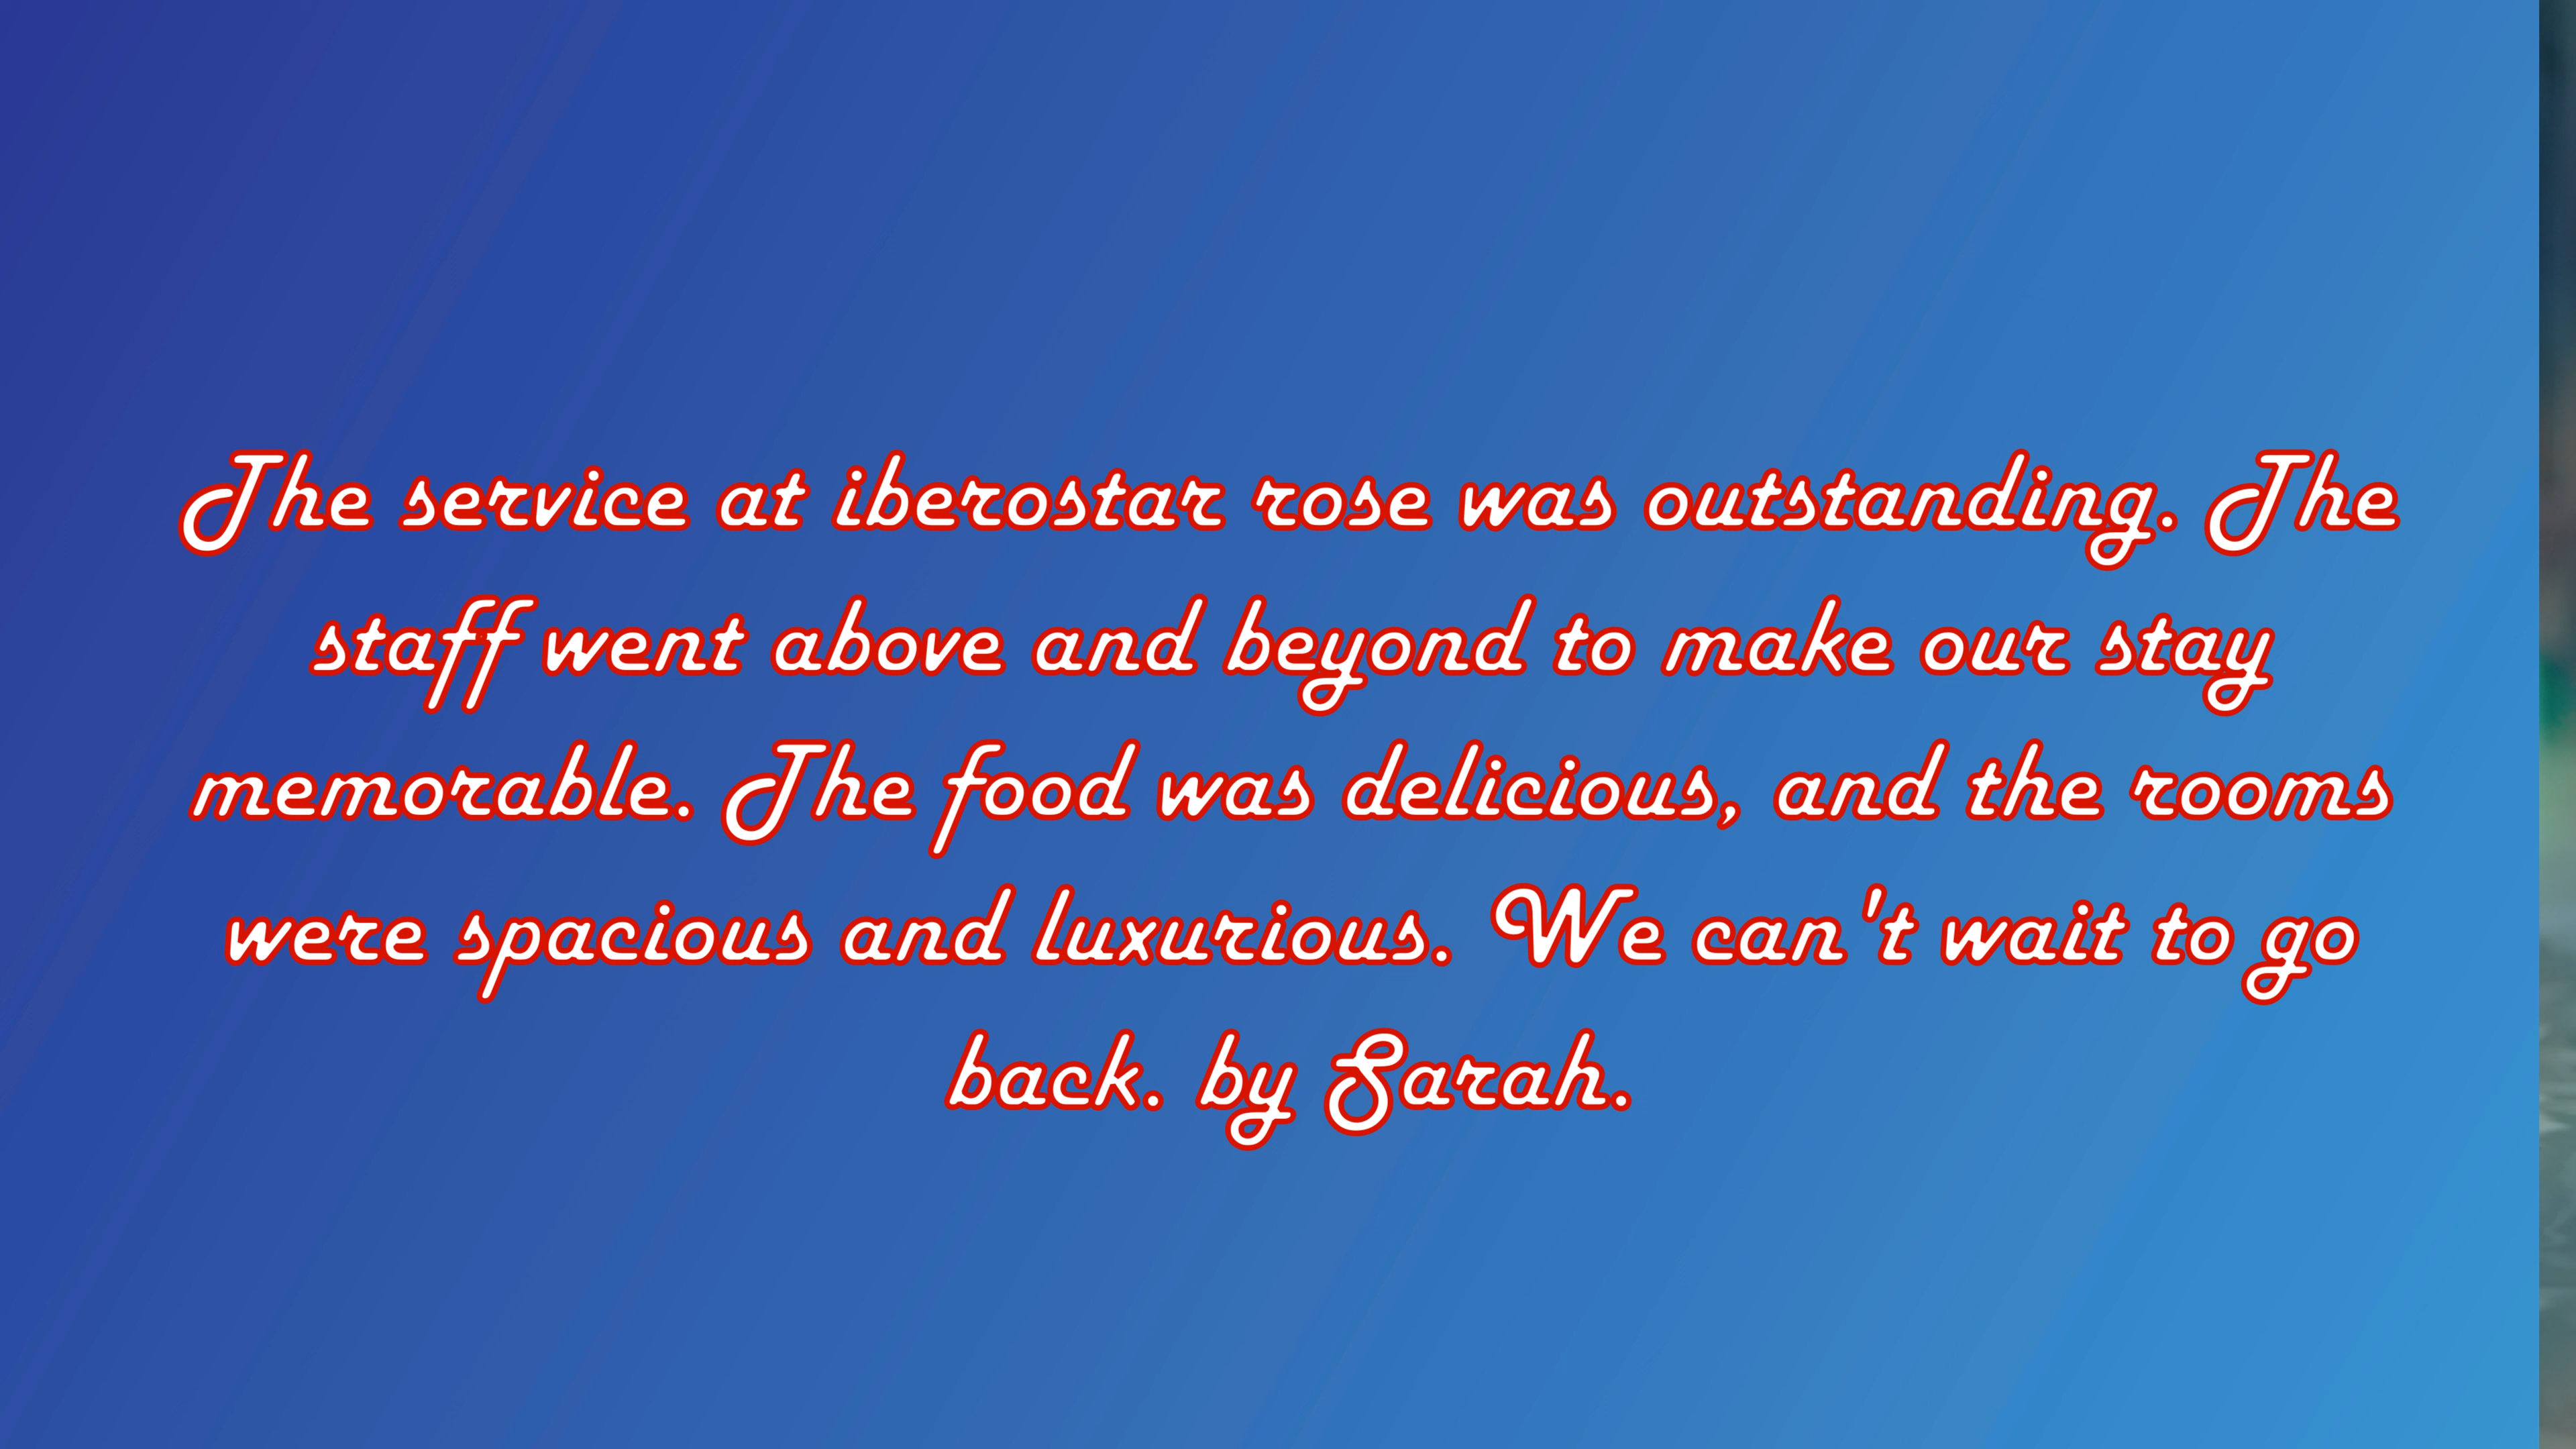 The service at iberostar rose was outstanding. The
staff went above and beyond to make our stay
memorable. The food was delicious, and the rooms
were spacious and luxurious. We can't wait to go
back. by Sarah.